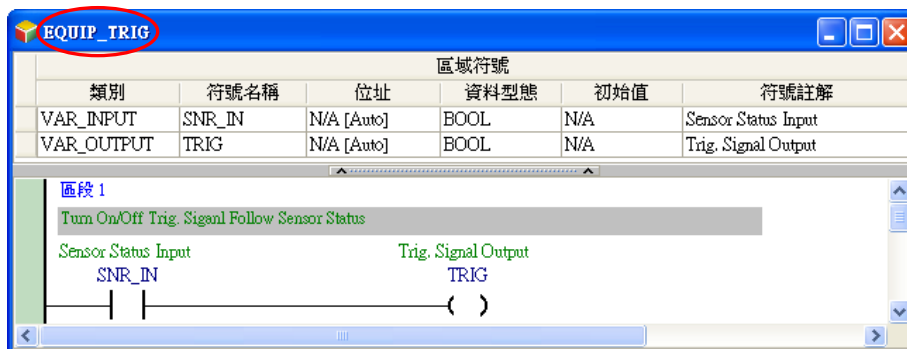 EQUIP_TRIG
區域符號
類別 符號名稱 位址 資料型態 初始值 符號註解
VAR_INPUT SNR_IN N/A [Auto] BOOL N/A Sensor Status Input
VAR_OUTPUT TRIG N/A [Auto] BOOL N/A Trig. Signal Output
區段 1
Turn On/Off Trig. Siganl Follow Sensor Status
Sensor Status Input Trig. Signal Output
SNR_IN TRIG